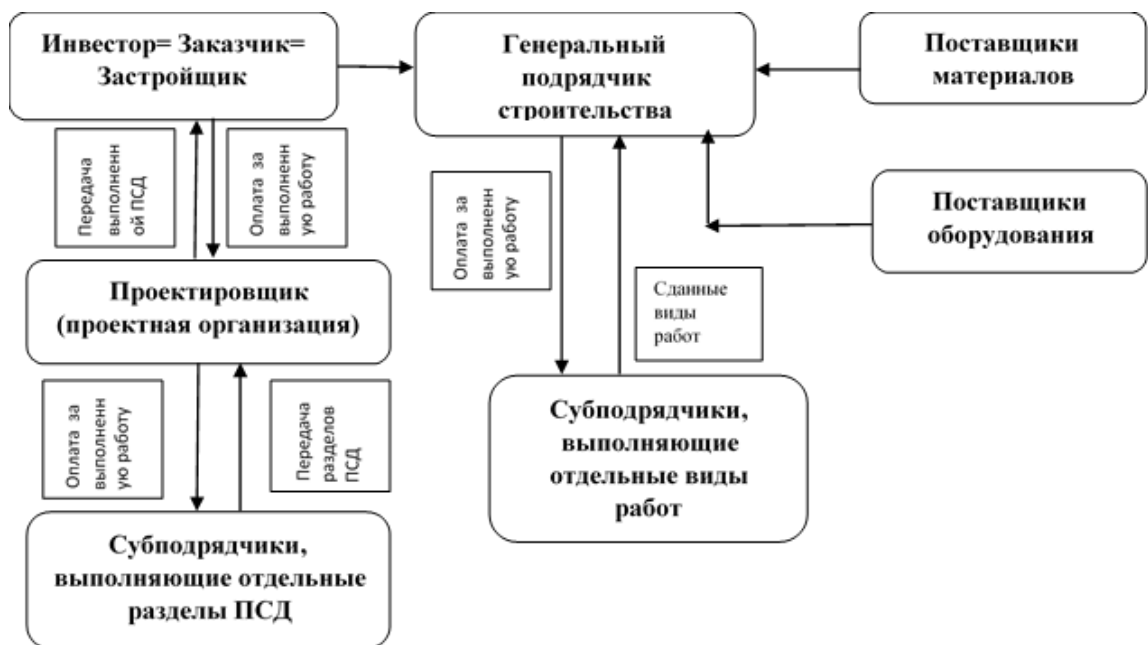 Инвестор= Заказчик=
Застройщик
Генеральный
подрядчик
строительства
Поставщики
материалов
Передача
выполненн
ой ПСД
Оплата за
выполненн
ую работу
Оплата за
выполненн
ую работу
Поставщики
оборудования
Проектировщик
(проектная организация)
Сданные
виды
работ
Оплата за
выполненн
ую работу
Передача
разделов
ПСД
Субподрядчики,
выполняющие
отдельные виды
работ
Субподрядчики,
выполняющие отдельные
разделы ПСД